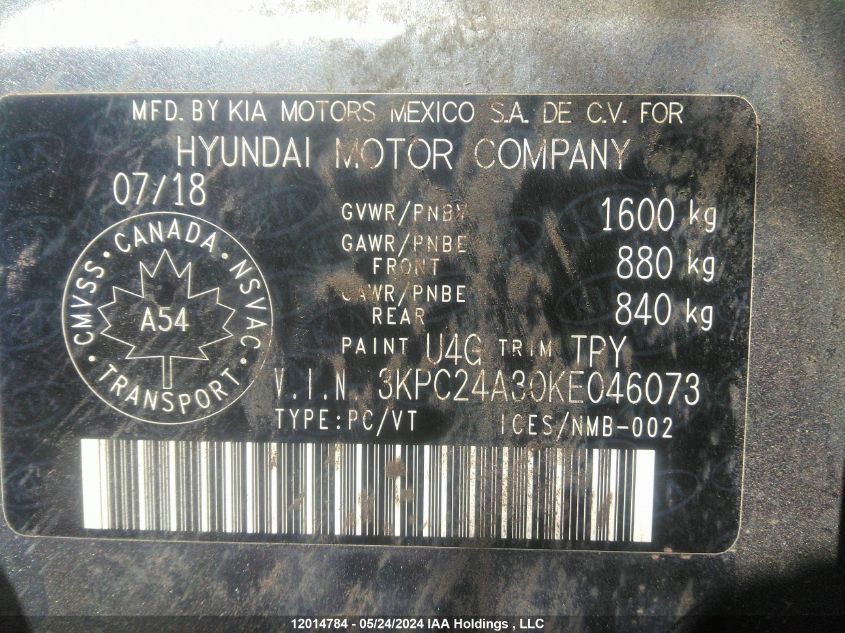 MFD. BY KIA MOTORS MEXICO S.A. DE C.V. FOR
HYUNDAI MOTOR COMPANY
07/18
GVWR/PNBV 1600 kg
GAWR/PNBE
FRONT 880 kg
GAWR/PNBE
REAR 840 kg
CMVSS · CANADA · NSVAC · TRANSPORT ·
A54
PAINT U4G TRIM TPY
V.I.N. 3KPC24A30KE046073
TYPE:PC/VT ICES/NMB-002
12014784 - 05/24/2024 IAA Holdings , LLC